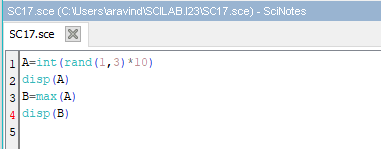 SC17.sce (C:\Users\aravind\SCILAB.I23\SC17.sce) - SciNotes
SC17.sce
1 A=int(rand(1,3)*10)
2 disp(A)
3 B=max(A)
4 disp(B)
5